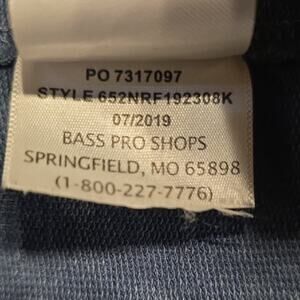 PO 7317097
STYLE 652NRF192308K
07/2019
BASS PRO SHOPS
SPRINGFIELD, MO 65898
(1-800-227-7776)